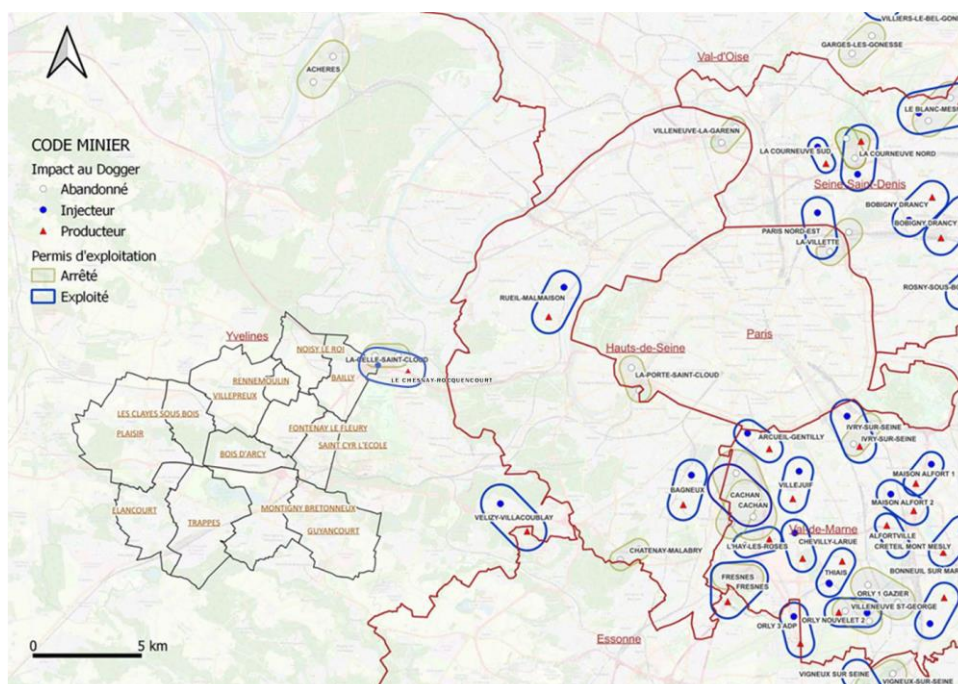 VILLIERS-LE-BEL-GON
GARGES-LES-GONESSE
Val-d'Oise
ACHERES
LE BLANC-MESN
VILLENEUVE-LA-GARENN
CODE MINIER
Impact au Dogger
Abandonné
Injecteur
Producteur
Permis d'exploitation
Arrêté
Exploité
LA COURNEUVE SUD
LA COURNEUVE NORD
Seine Saint-Denis
BOBIGNY DRANCY
BOBIGNY DRANCY
PARIS NORD-EST
LA-VILLETTE
ROSNY-SOUS-BO
RUEIL-MALMAISON
Yvelines
Paris
Hauts-de-Seine
NOISY LE ROI
LA-CELLE-SAINT-CLOUD
BAILLY
LE CHESNAY-ROCQUENCOURT
LA-PORTE-SAINT-CLOUD
RENNEMOULIN
VILLEPREUX
LES CLAYES SOUS BOIS
PLAISIR
FONTENAY LE FLEURY
SAINT CYR L'ECOLE
BOIS D'ARCY
IVRY-SUR-SEINE
IVRY-SUR-SEINE
ARCUEIL-GENTILLY
MAISON ALFORT 1
BAGNEUX
VILLEJUIF
CACHAN
CACHAN
MAISON ALFORT 2
ELANCOURT
TRAPPES
MONTIGNY BRETONNEUX
GUYANCOURT
VELIZY-VILLACOUBLAY
Val-de-Marne
ALFORTVILLE
L'HAY-LES-ROSES
CHEVILLY-LARUE
CRETEIL MONT MESLY
CHATENAY-MALABRY
THIAIS
BONNEUIL SUR MAR
FRESNES
FRESNES
ORLY 1 GAZIER
VILLENEUVE ST-GEORGE
ORLY NOUVELET 2
ORLY 3 ADP
Essonne
0 5 km
VIGNEUX SUR SEINE
VIGNEUX-SUR-SEINE